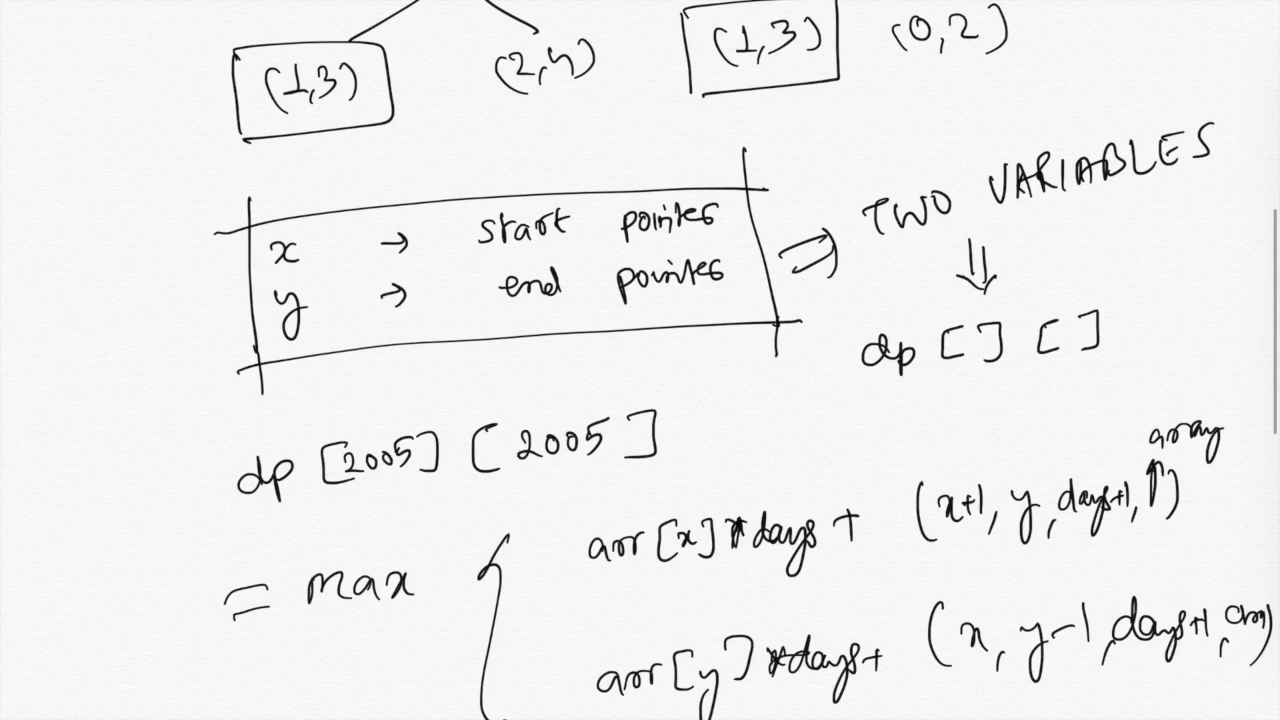 (1,3) (2,4) (1,3) (0,2)
x → start pointer
y → end pointer
⇒ TWO VARIABLES
⇓
dp [ ] [ ]
dp [2005] [2005]
array
= max { arr[x]*days + (x+1, y, days+1, ↑)
arr[y]*days+ (x, y-1, days+1, arr)